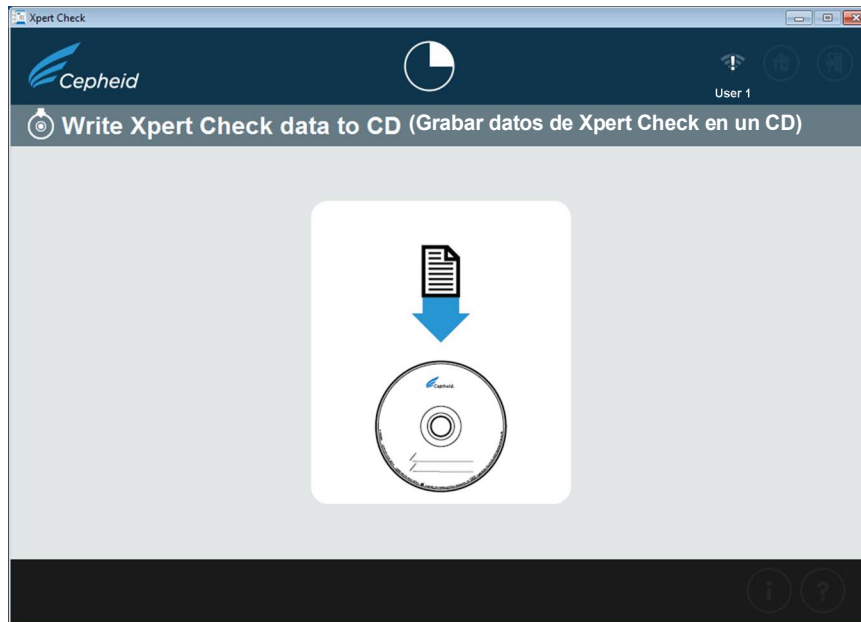 Xpert Check
Cepheid
User 1
Write Xpert Check data to CD (Grabar datos de Xpert Check en un CD)
Cepheid.
i ?